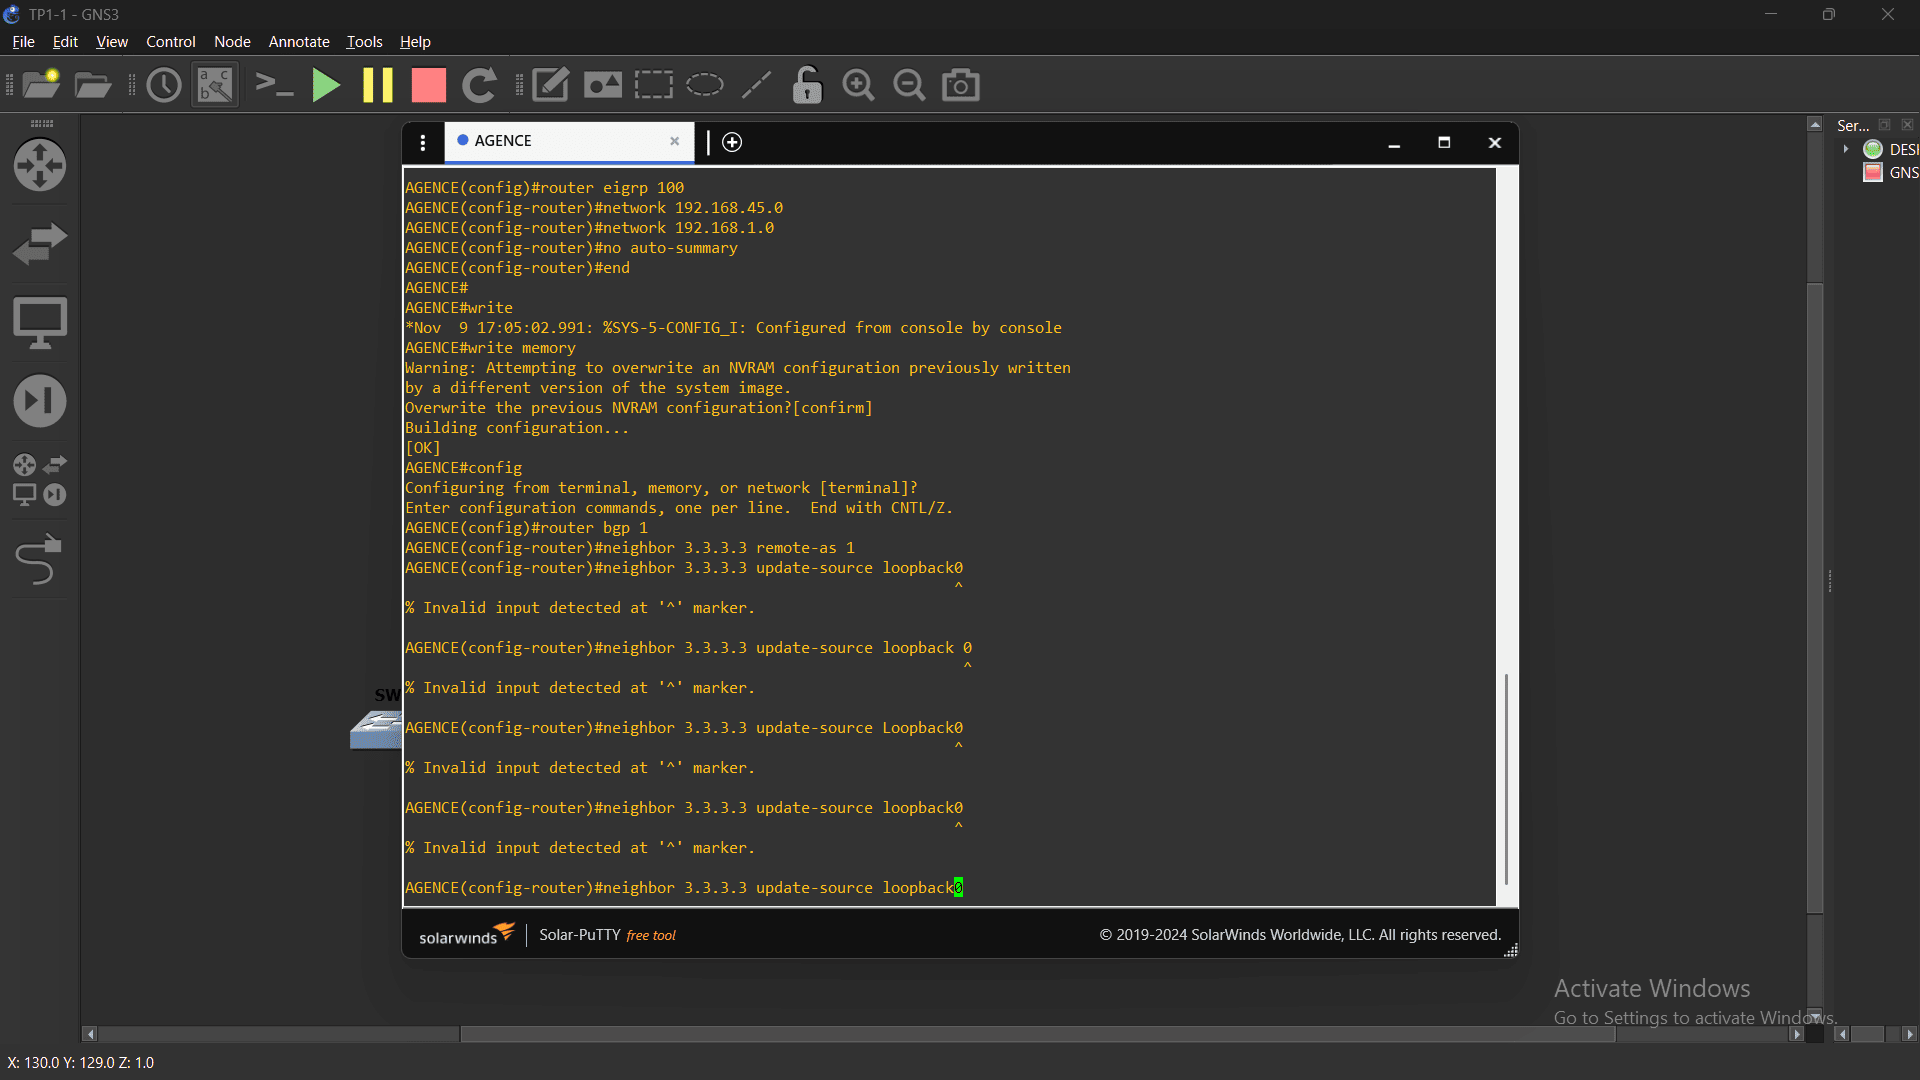 TP1-1 - GNS3
File Edit View Control Node Annotate Tools Help
a c
b
Ser...
DESI
GNS
AGENCE
AGENCE(config)#router eigrp 100
AGENCE(config-router)#network 192.168.45.0
AGENCE(config-router)#network 192.168.1.0
AGENCE(config-router)#no auto-summary
AGENCE(config-router)#end
AGENCE#
AGENCE#write
*Nov  9 17:05:02.991: %SYS-5-CONFIG_I: Configured from console by console
AGENCE#write memory
Warning: Attempting to overwrite an NVRAM configuration previously written
by a different version of the system image.
Overwrite the previous NVRAM configuration?[confirm]
Building configuration...
[OK]
AGENCE#config
Configuring from terminal, memory, or network [terminal]?
Enter configuration commands, one per line.  End with CNTL/Z.
AGENCE(config)#router bgp 1
AGENCE(config-router)#neighbor 3.3.3.3 remote-as 1
AGENCE(config-router)#neighbor 3.3.3.3 update-source loopback0
^
% Invalid input detected at '^' marker.
AGENCE(config-router)#neighbor 3.3.3.3 update-source loopback 0
^
% Invalid input detected at '^' marker.
AGENCE(config-router)#neighbor 3.3.3.3 update-source Loopback0
^
% Invalid input detected at '^' marker.
AGENCE(config-router)#neighbor 3.3.3.3 update-source loopback0
^
% Invalid input detected at '^' marker.
AGENCE(config-router)#neighbor 3.3.3.3 update-source loopback0
SW
solarwinds Solar-PuTTY free tool
© 2019-2024 SolarWinds Worldwide, LLC. All rights reserved.
Activate Windows
Go to Settings to activate Windows.
X: 130.0 Y: 129.0 Z: 1.0